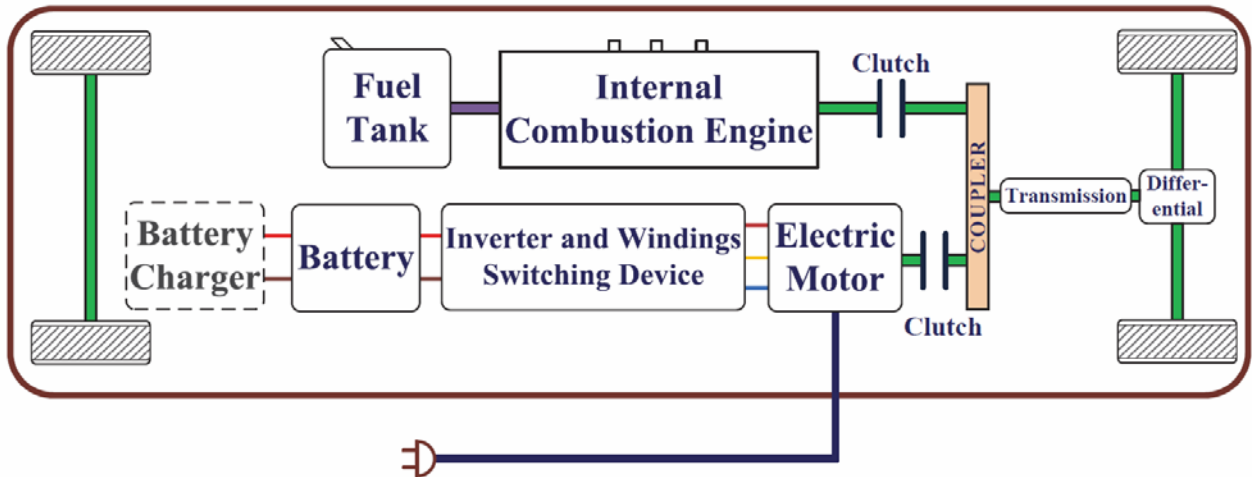 Fuel
Tank
Internal
Combustion Engine
Clutch
COUPLER
Transmission
Differ-
ential
Battery
Charger
Battery
Inverter and Windings
Switching Device
Electric
Motor
Clutch